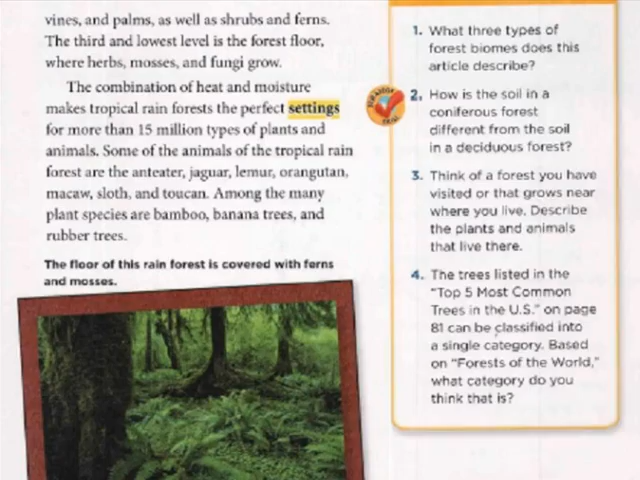 vines, and palms, as well as shrubs and ferns.
The third and lowest level is the forest floor,
where herbs, mosses, and fungi grow.
The combination of heat and moisture
makes tropical rain forests the perfect settings
for more than 15 million types of plants and
animals. Some of the animals of the tropical rain
forest are the anteater, jaguar, lemur, orangutan,
macaw, sloth, and toucan. Among the many
plant species are bamboo, banana trees, and
rubber trees.
The floor of this rain forest is covered with ferns
and mosses.
1. What three types of
forest biomes does this
article describe?
2. How is the soil in a
coniferous forest
different from the soil
in a deciduous forest?
3. Think of a forest you have
visited or that grows near
where you live. Describe
the plants and animals
that live there.
4. The trees listed in the
"Top 5 Most Common
Trees in the U.S." on page
81 can be classified into
a single category. Based
on "Forests of the World,"
what category do you
think that is?